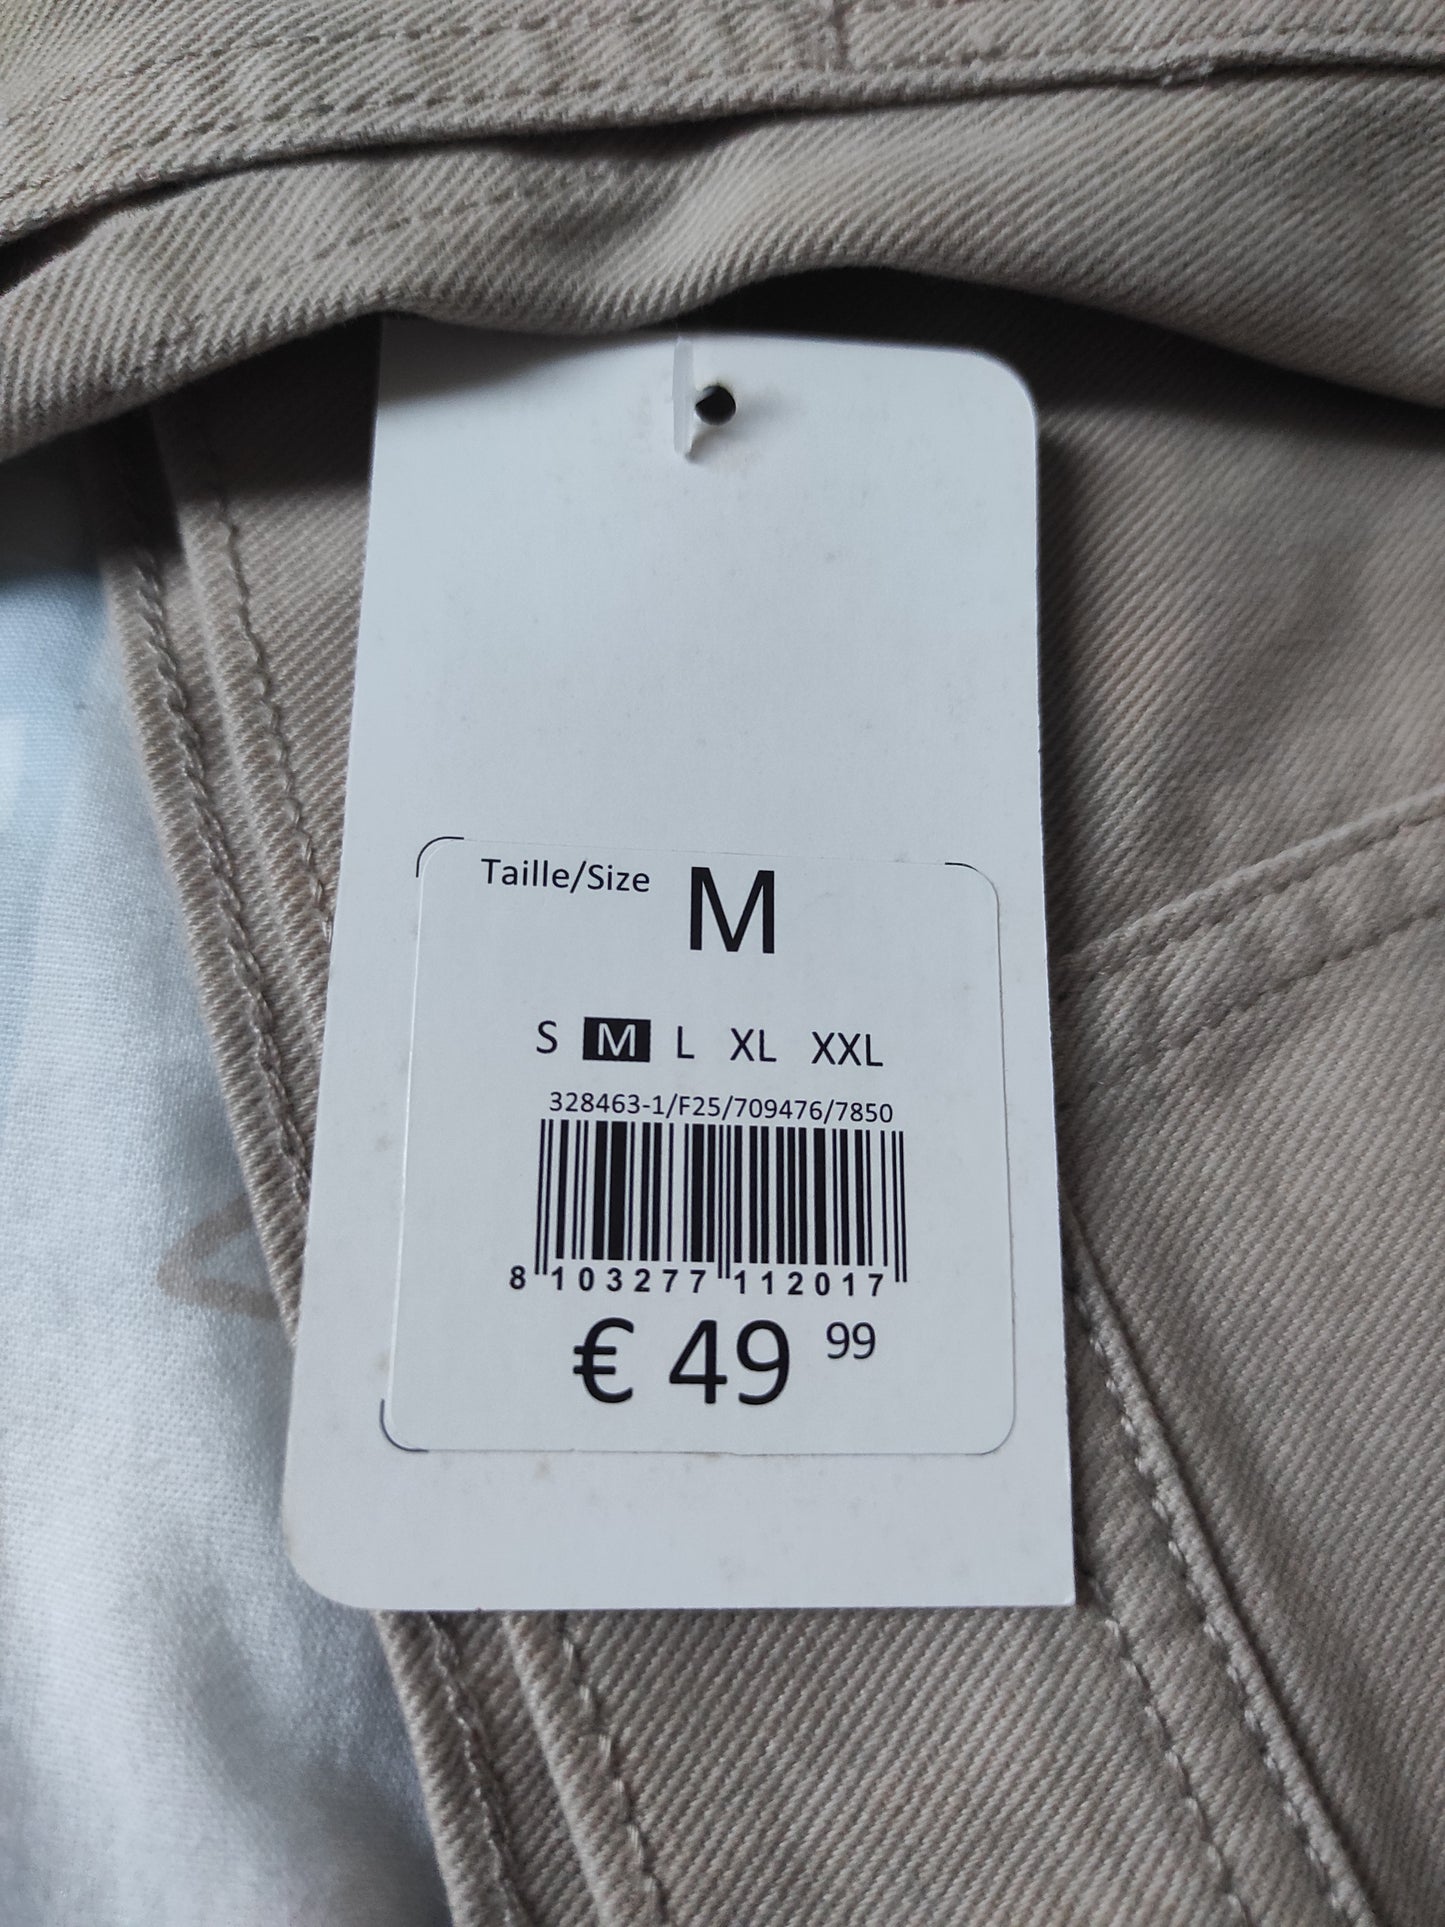 Taille/Size M
S M L XL XXL
328463-1/F25/709476/7850
8 103277 112017
€ 49 99